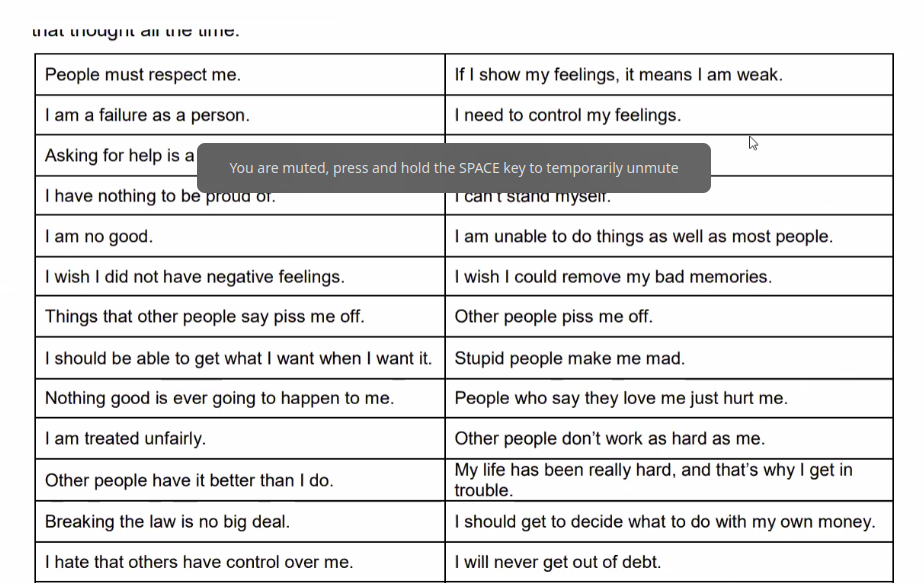 that thought all the time.
People must respect me.
If I show my feelings, it means I am weak.
I am a failure as a person.
I need to control my feelings.
Asking for help is a
You are muted, press and hold the SPACE key to temporarily unmute
I have nothing to be proud of.
I can't stand myself.
I am no good.
I am unable to do things as well as most people.
I wish I did not have negative feelings.
I wish I could remove my bad memories.
Things that other people say piss me off.
Other people piss me off.
I should be able to get what I want when I want it.
Stupid people make me mad.
Nothing good is ever going to happen to me.
People who say they love me just hurt me.
I am treated unfairly.
Other people don’t work as hard as me.
Other people have it better than I do.
My life has been really hard, and that’s why I get in
trouble.
Breaking the law is no big deal.
I should get to decide what to do with my own money.
I hate that others have control over me.
I will never get out of debt.